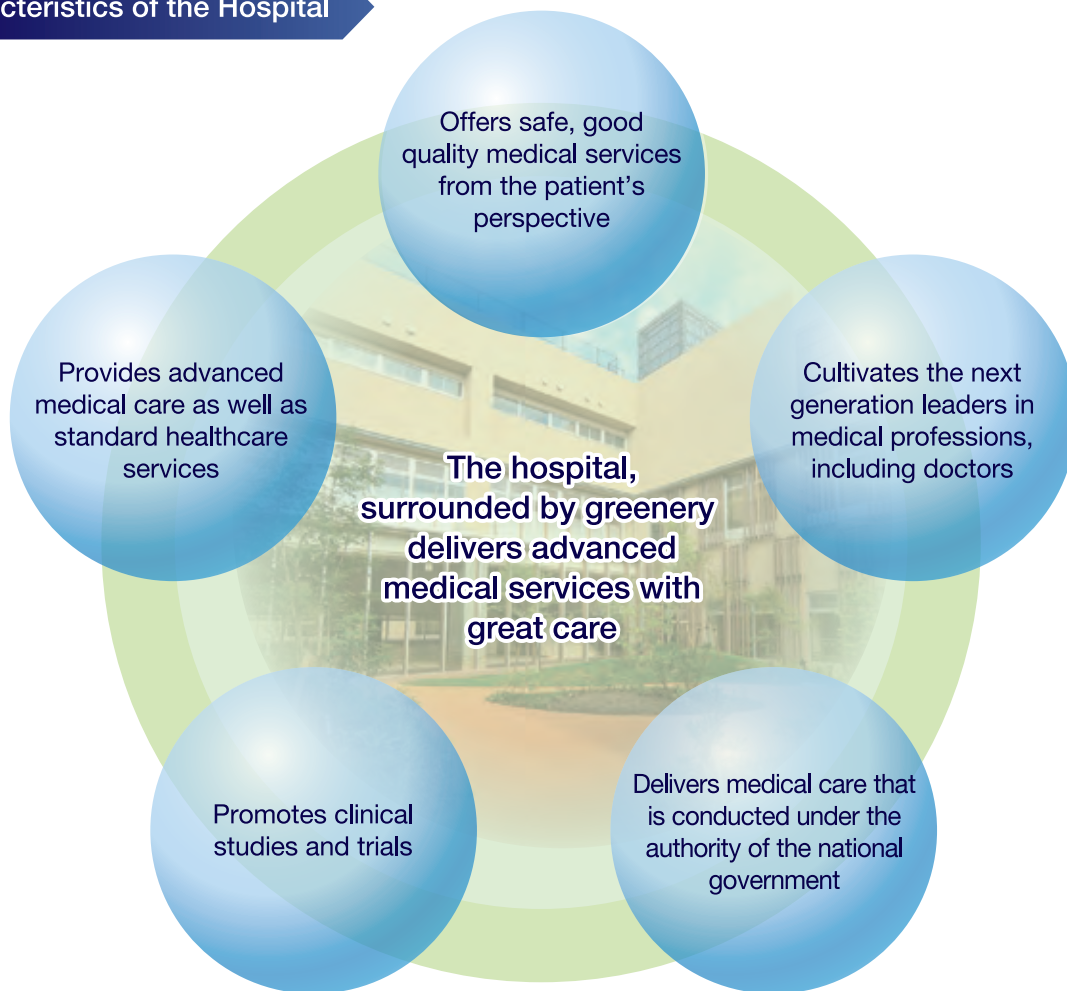 cteristics of the Hospital
Offers safe, good
quality medical services
from the patient's
perspective
Provides advanced
medical care as well as
standard healthcare
services
Cultivates the next
generation leaders in
medical professions,
including doctors
The hospital,
surrounded by greenery
delivers advanced
medical services with
great care
Promotes clinical
studies and trials
Delivers medical care that
is conducted under the
authority of the national
government